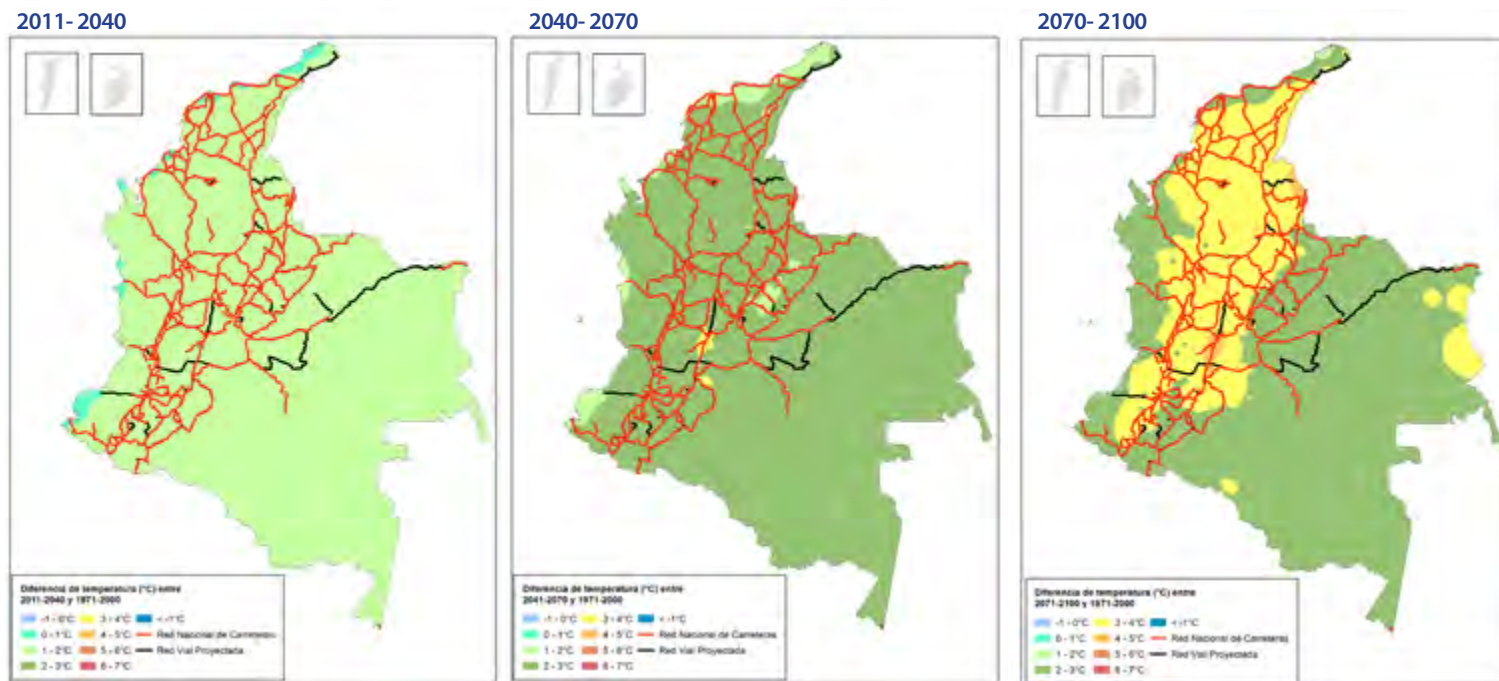 2011- 2040
2040- 2070
2070- 2100
Diferencia de temperatura (°C) entre
2011-2040 y 1971-2000
-1 - 0°C
3 - 4°C
< -1°C
0 - 1°C
4 - 5°C
Red Nacional de Carreteras
1 - 2°C
5 - 6°C
Red Vial Proyectada
2 - 3°C
6 - 7°C
Diferencia de temperatura (°C) entre
2041-2070 y 1971-2000
-1 - 0°C
3 - 4°C
< -1°C
0 - 1°C
4 - 5°C
Red Nacional de Carreteras
1 - 2°C
5 - 6°C
Red Vial Proyectada
2 - 3°C
6 - 7°C
Diferencia de temperatura (°C) entre
2071-2100 y 1971-2000
-1 - 0°C
3 - 4°C
< -1°C
0 - 1°C
4 - 5°C
Red Nacional de Carreteras
1 - 2°C
5 - 6°C
Red Vial Proyectada
2 - 3°C
6 - 7°C